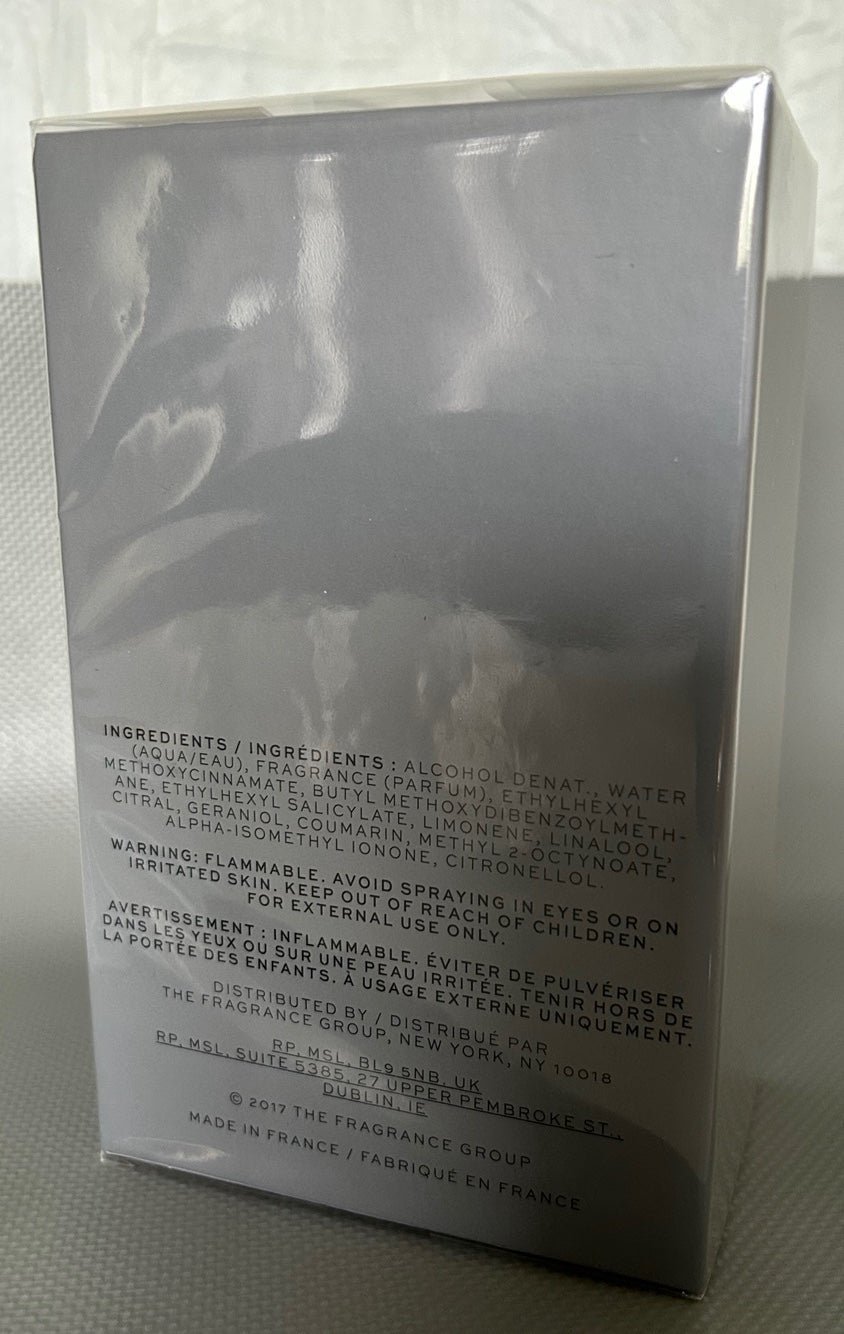 INGREDIENTS / INGRÉDIENTS : ALCOHOL DENAT., WATER
(AQUA/EAU), FRAGRANCE (PARFUM), ETHYLHEXYL
METHOXYCINNAMATE, BUTYL METHOXYDIBENZOYLMETH-
ANE, ETHYLHEXYL SALICYLATE, LIMONENE, LINALOOL,
CITRAL, GERANIOL, COUMARIN, METHYL 2-OCTYNOATE,
ALPHA-ISOMETHYL IONONE, CITRONELLOL.
WARNING: FLAMMABLE. AVOID SPRAYING IN EYES OR ON
IRRITATED SKIN. KEEP OUT OF REACH OF CHILDREN.
FOR EXTERNAL USE ONLY.
AVERTISSEMENT : INFLAMMABLE. ÉVITER DE PULVÉRISER
DANS LES YEUX OU SUR UNE PEAU IRRITÉE. TENIR HORS DE
LA PORTÉE DES ENFANTS. À USAGE EXTERNE UNIQUEMENT.
DISTRIBUTED BY / DISTRIBUÉ PAR
THE FRAGRANCE GROUP, NEW YORK, NY 10018
RP, MSL, BL9 5NB, UK
RP, MSL, SUITE 5385, 27 UPPER PEMBROKE ST.,
DUBLIN, IE
© 2017 THE FRAGRANCE GROUP
MADE IN FRANCE / FABRIQUÉ EN FRANCE